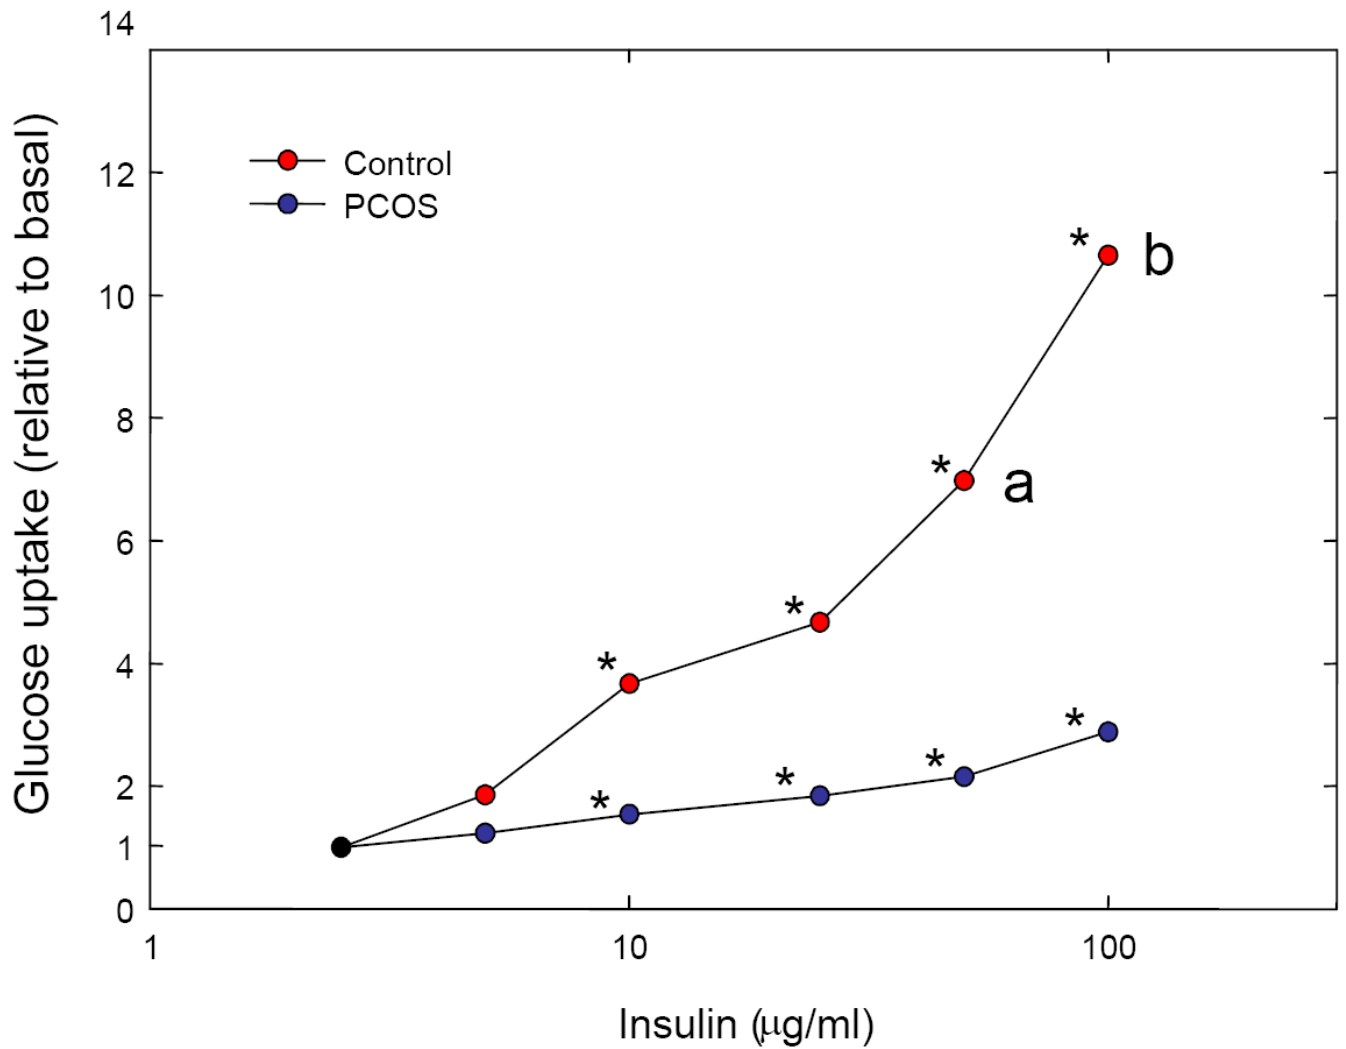 14
12
10
8
6
4
2
1
0
Glucose uptake (relative to basal)
Control
PCOS
* b
* a
*
*
*
*
*
*
1 10 100
Insulin (μg/ml)